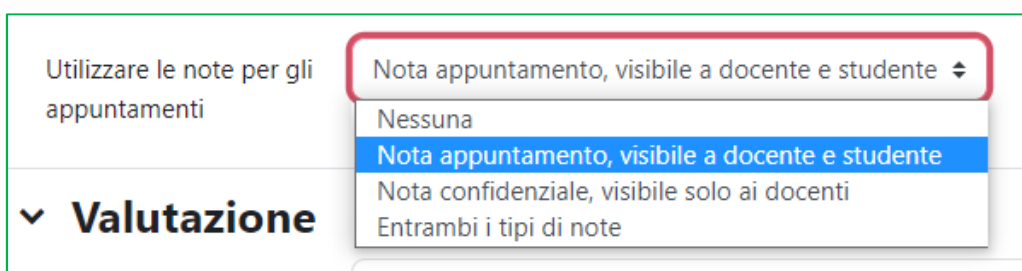 Utilizzare le note per gli
appuntamenti
Nota appuntamento, visibile a docente e studente
Nessuna
Nota appuntamento, visibile a docente e studente
Nota confidenziale, visibile solo ai docenti
Entrambi i tipi di note
Valutazione